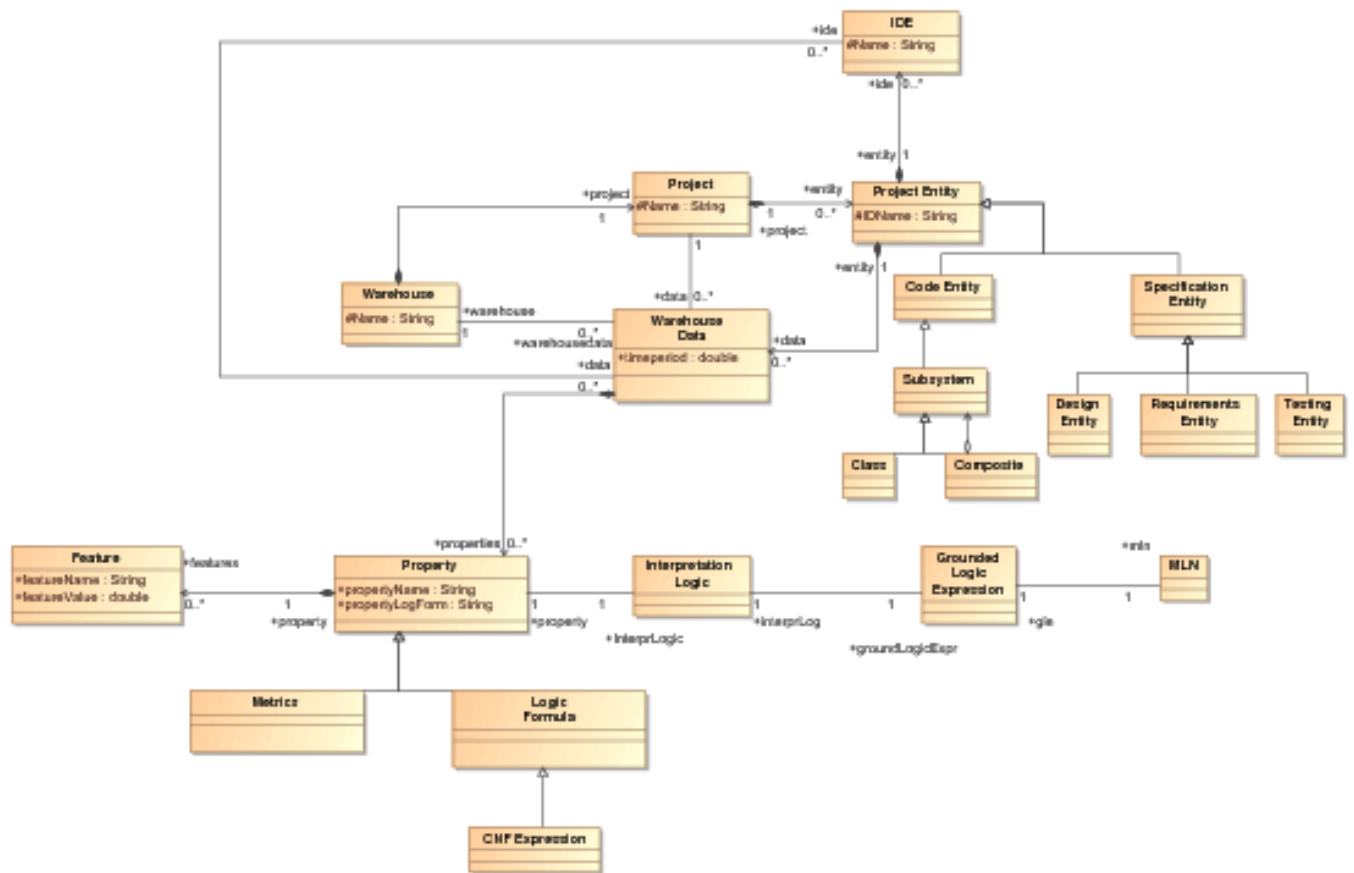 IDE
#Name : String
+ide
0..*
+ide 0..*
+entity 1
Project
#Name : String
+project
1
+entity
0..*
1
+project
Project Entity
#IDName : String
+entity 1
Warehouse
#Name : String
+warehouse
1
1
+data 0..*
0..*
+warehousedata
+data
0..*
Warehouse
Data
+timeperiod : double
+data
0..*
Code Entity
Specification
Entity
Subsystem
Class
Composite
Design
Entity
Requirements
Entity
Testing
Entity
+properties 0..*
Feature
+featureName : String
+featureValue : double
+features
0..*
1
+property
Property
+propertyName : String
+propertyLogForm : String
1
+property
1
+InterprLogic
Interpretation
Logic
1
+InterprLog
1
+groundLogicExpr
Grounded
Logic
Expression
1
+gle
+mln
1
MLN
Metrics
Logic
Formula
CNF Expression